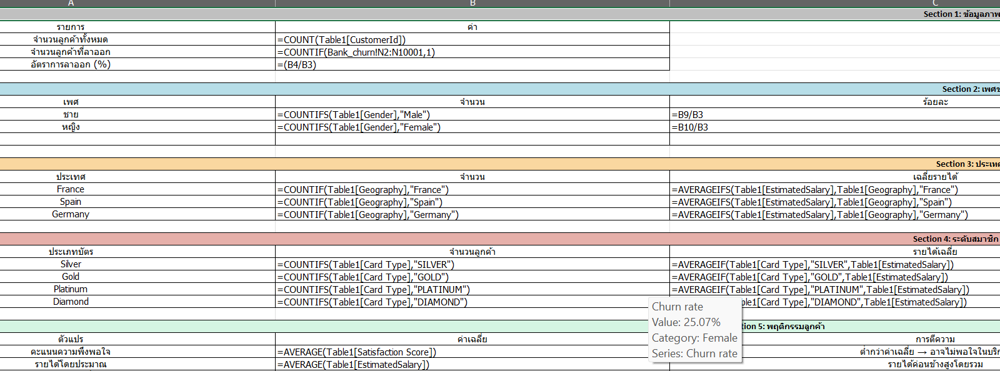 A B C
Section 1: ข้อมูลภาพ
รายการ ค่า
จำนวนลูกค้าทั้งหมด =COUNT(Table1[CustomerId])
จำนวนลูกค้าที่ลาออก =COUNTIF(Bank_churn!N2:N10001,1)
อัตราการลาออก (%) =(B4/B3)
Section 2: เพศข
เพศ จำนวน ร้อยละ
ชาย =COUNTIFS(Table1[Gender],"Male") =B9/B3
หญิง =COUNTIFS(Table1[Gender],"Female") =B10/B3
Section 3: ประเทศ
ประเทศ จำนวน เฉลี่ยรายได้
France =COUNTIF(Table1[Geography],"France") =AVERAGEIFS(Table1[EstimatedSalary],Table1[Geography],"France")
Spain =COUNTIF(Table1[Geography],"Spain") =AVERAGEIFS(Table1[EstimatedSalary],Table1[Geography],"Spain")
Germany =COUNTIF(Table1[Geography],"Germany") =AVERAGEIFS(Table1[EstimatedSalary],Table1[Geography],"Germany")
Section 4: ระดับสมาชิก
ประเภทบัตร จำนวนลูกค้า รายได้เฉลี่ย
Silver =COUNTIFS(Table1[Card Type],"SILVER") =AVERAGEIF(Table1[Card Type],"SILVER",Table1[EstimatedSalary])
Gold =COUNTIFS(Table1[Card Type],"GOLD") =AVERAGEIF(Table1[Card Type],"GOLD",Table1[EstimatedSalary])
Platinum =COUNTIFS(Table1[Card Type],"PLATINUM") =AVERAGEIF(Table1[Card Type],"PLATINUM",Table1[EstimatedSalary])
Diamond =COUNTIFS(Table1[Card Type],"DIAMOND") le1[Card Type],"DIAMOND",Table1[EstimatedSalary])
Churn rate
Value: 25.07%
Category: Female
Series: Churn rate
tion 5: พฤติกรรมลูกค้า
ตัวแปร ค่าเฉลี่ย การตีความ
คะแนนความพึงพอใจ =AVERAGE(Table1[Satisfaction Score]) ต่ำกว่าค่าเฉลี่ย → อาจไม่พอใจในบริก
รายได้โดยประมาณ =AVERAGE(Table1[EstimatedSalary]) รายได้ค่อนข้างสูงโดยรวม